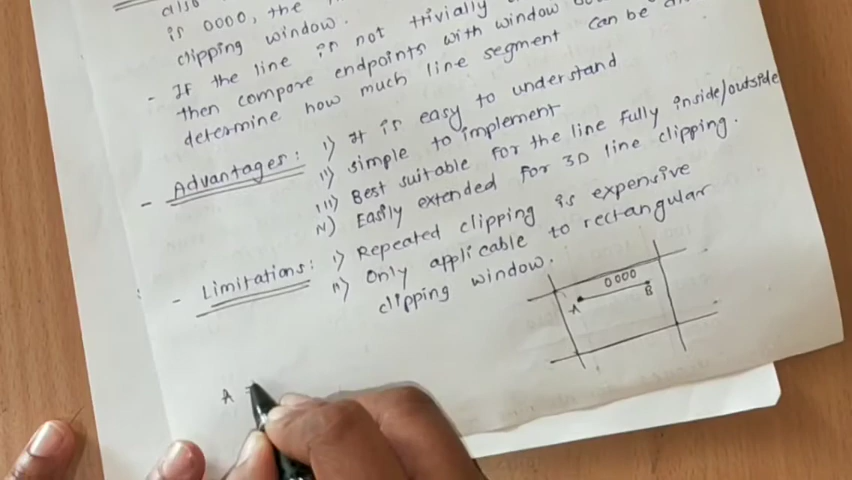 also
is 0000, the
clipping window.
- If the line is not trivially
then compare endpoints with window
determine how much line segment can be
- Advantages: i) It is easy to understand
ii) simple to implement
iii) Best suitable for the line fully inside/outside
iv) Easily extended for 3D line clipping.
- Limitations: i) Repeated clipping is expensive
ii) Only applicable to rectangular
clipping window.
0000
A B
A =